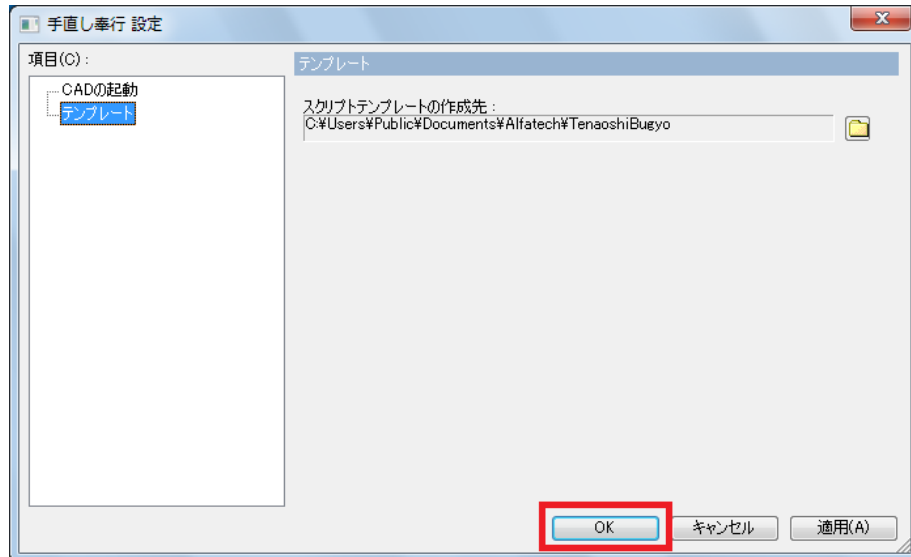 手直し奉行 設定
項目(C):
CADの起動
テンプレート
テンプレート
スクリプトテンプレートの作成先:
C:¥Users¥Public¥Documents¥Alfatech¥TenaoshiBugyo
OK
キャンセル
適用(A)